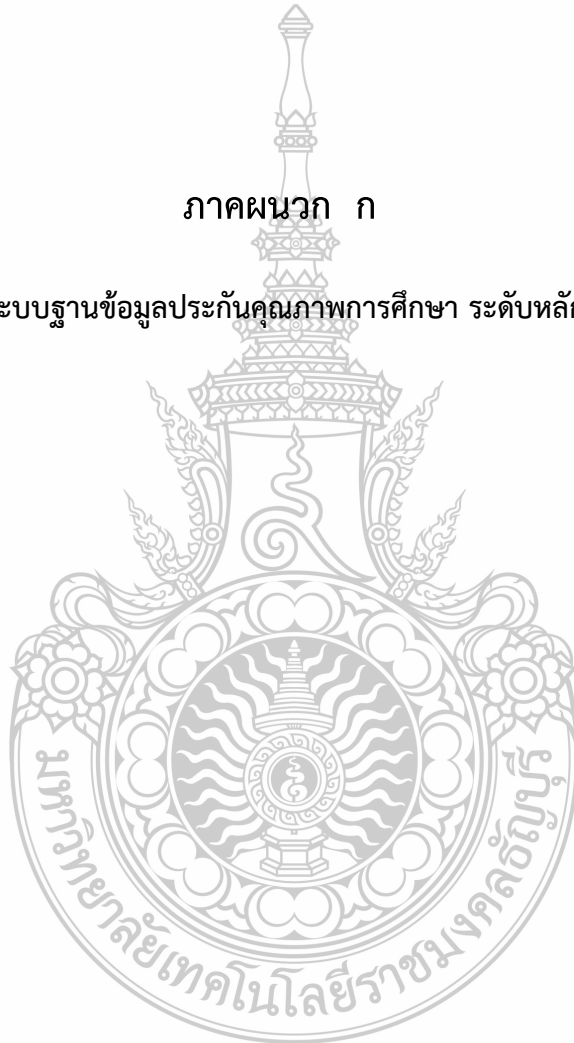 ภาคผนวก ก
ระบบฐานข้อมูลประกันคุณภาพการศึกษา ระดับหลัก
มหาวิทยาลัยเทคโนโลยีราชมงคลธัญบุรี